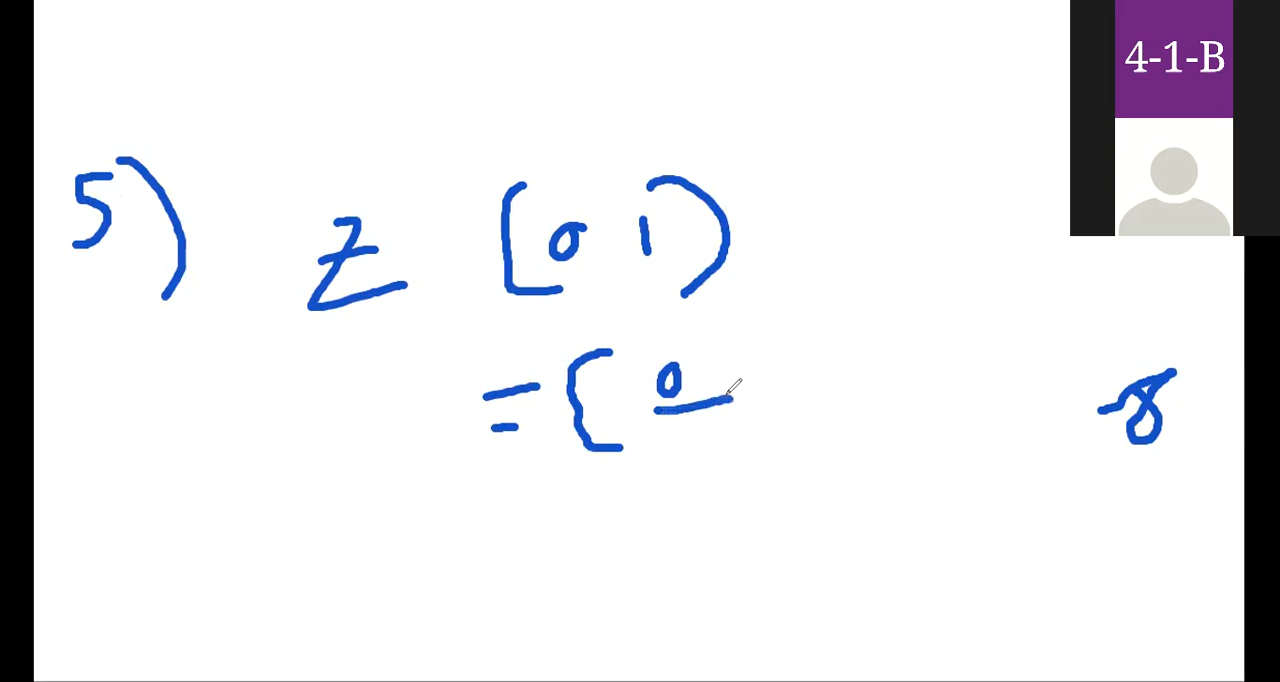 4-1-B
5) Z [0 1)
= { 0
8